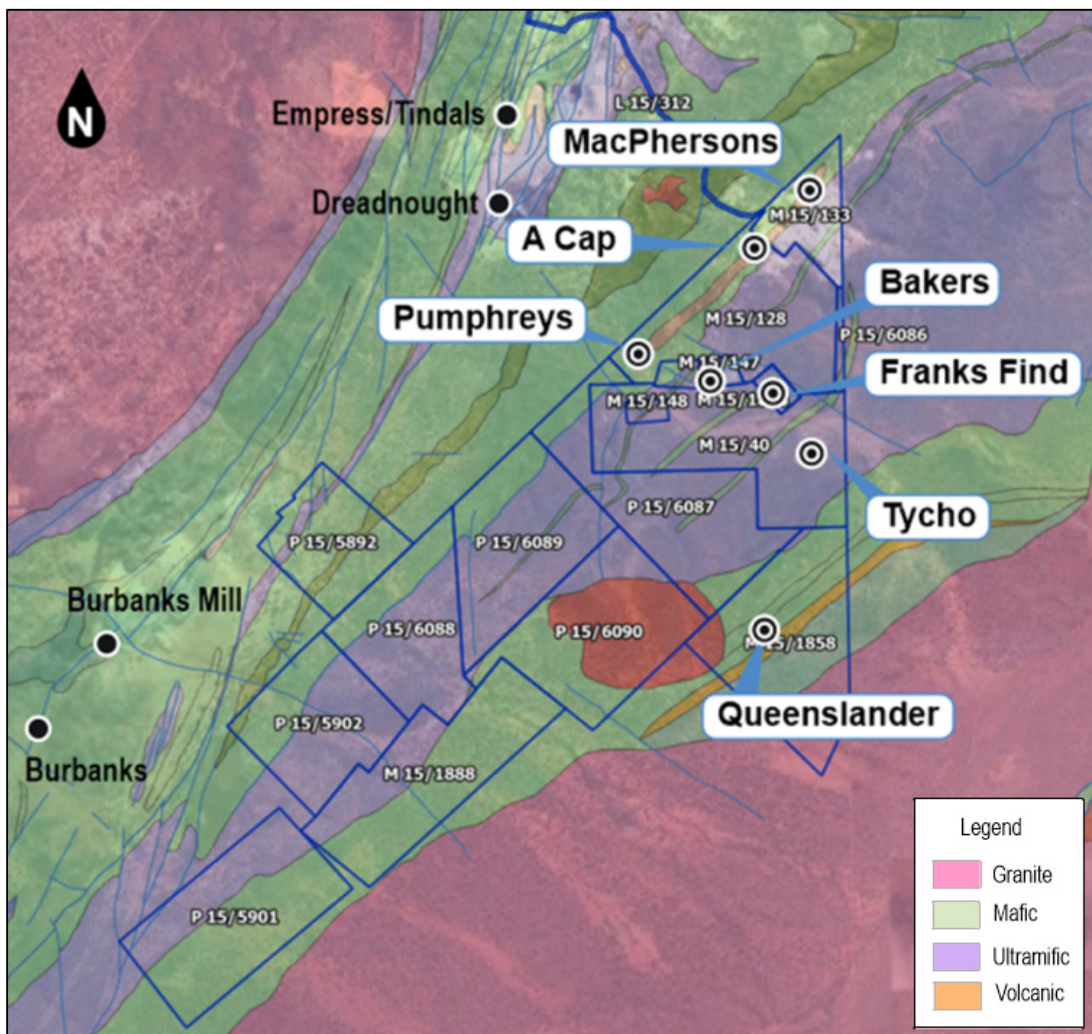 L 15/312
Empress/Tindals
MacPhersons
N
Dreadnought
M 15/133
A Cap
Bakers
Pumphreys
M 15/128
P 15/6086
M 15/147
Franks Find
M 15/148
M 15/40
P 15/6087
Tycho
P 15/5892
P 15/6089
Burbanks Mill
P 15/6088
P 15/6090
M 15/1858
Queenslander
P 15/5902
Burbanks
M 15/1888
Legend
Granite
Mafic
Ultramific
Volcanic
P 15/5901